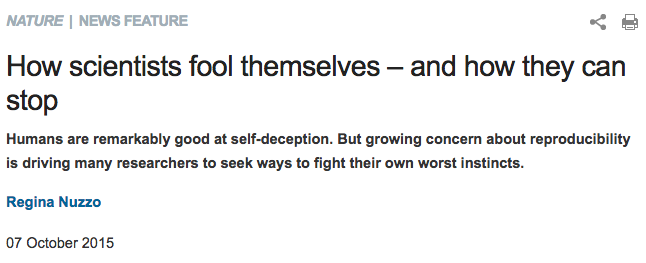 NATURE | NEWS FEATURE
How scientists fool themselves – and how they can
stop
Humans are remarkably good at self-deception. But growing concern about reproducibility
is driving many researchers to seek ways to fight their own worst instincts.
Regina Nuzzo
07 October 2015